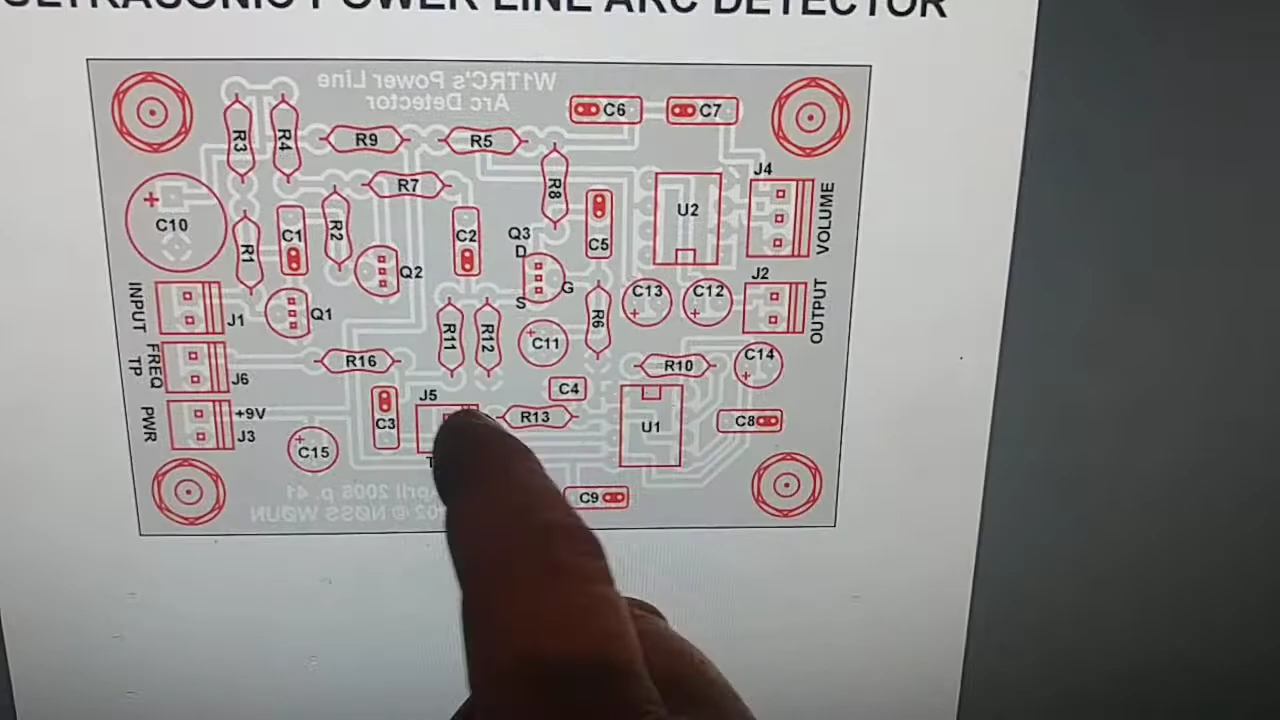 ULTRASONIC POWER LINE ARC DETECTOR
W1TRC's Power Line
Arc Detector
C6
C7
R3
R4
R9
R5
J4
R7
R8
U2
VOLUME
C10
C1
R2
C2
Q3
D
C5
R1
Q2
G
S
J2
C13
C12
INPUT
J1
Q1
OUTPUT
R11
R12
C11
R6
FREQ
TP
R16
R10
C14
J6
C4
J5
PWR
+9V
J3
C3
R13
U1
C8
C15
April 2006 p. 41
C9
© NØSS WØUN